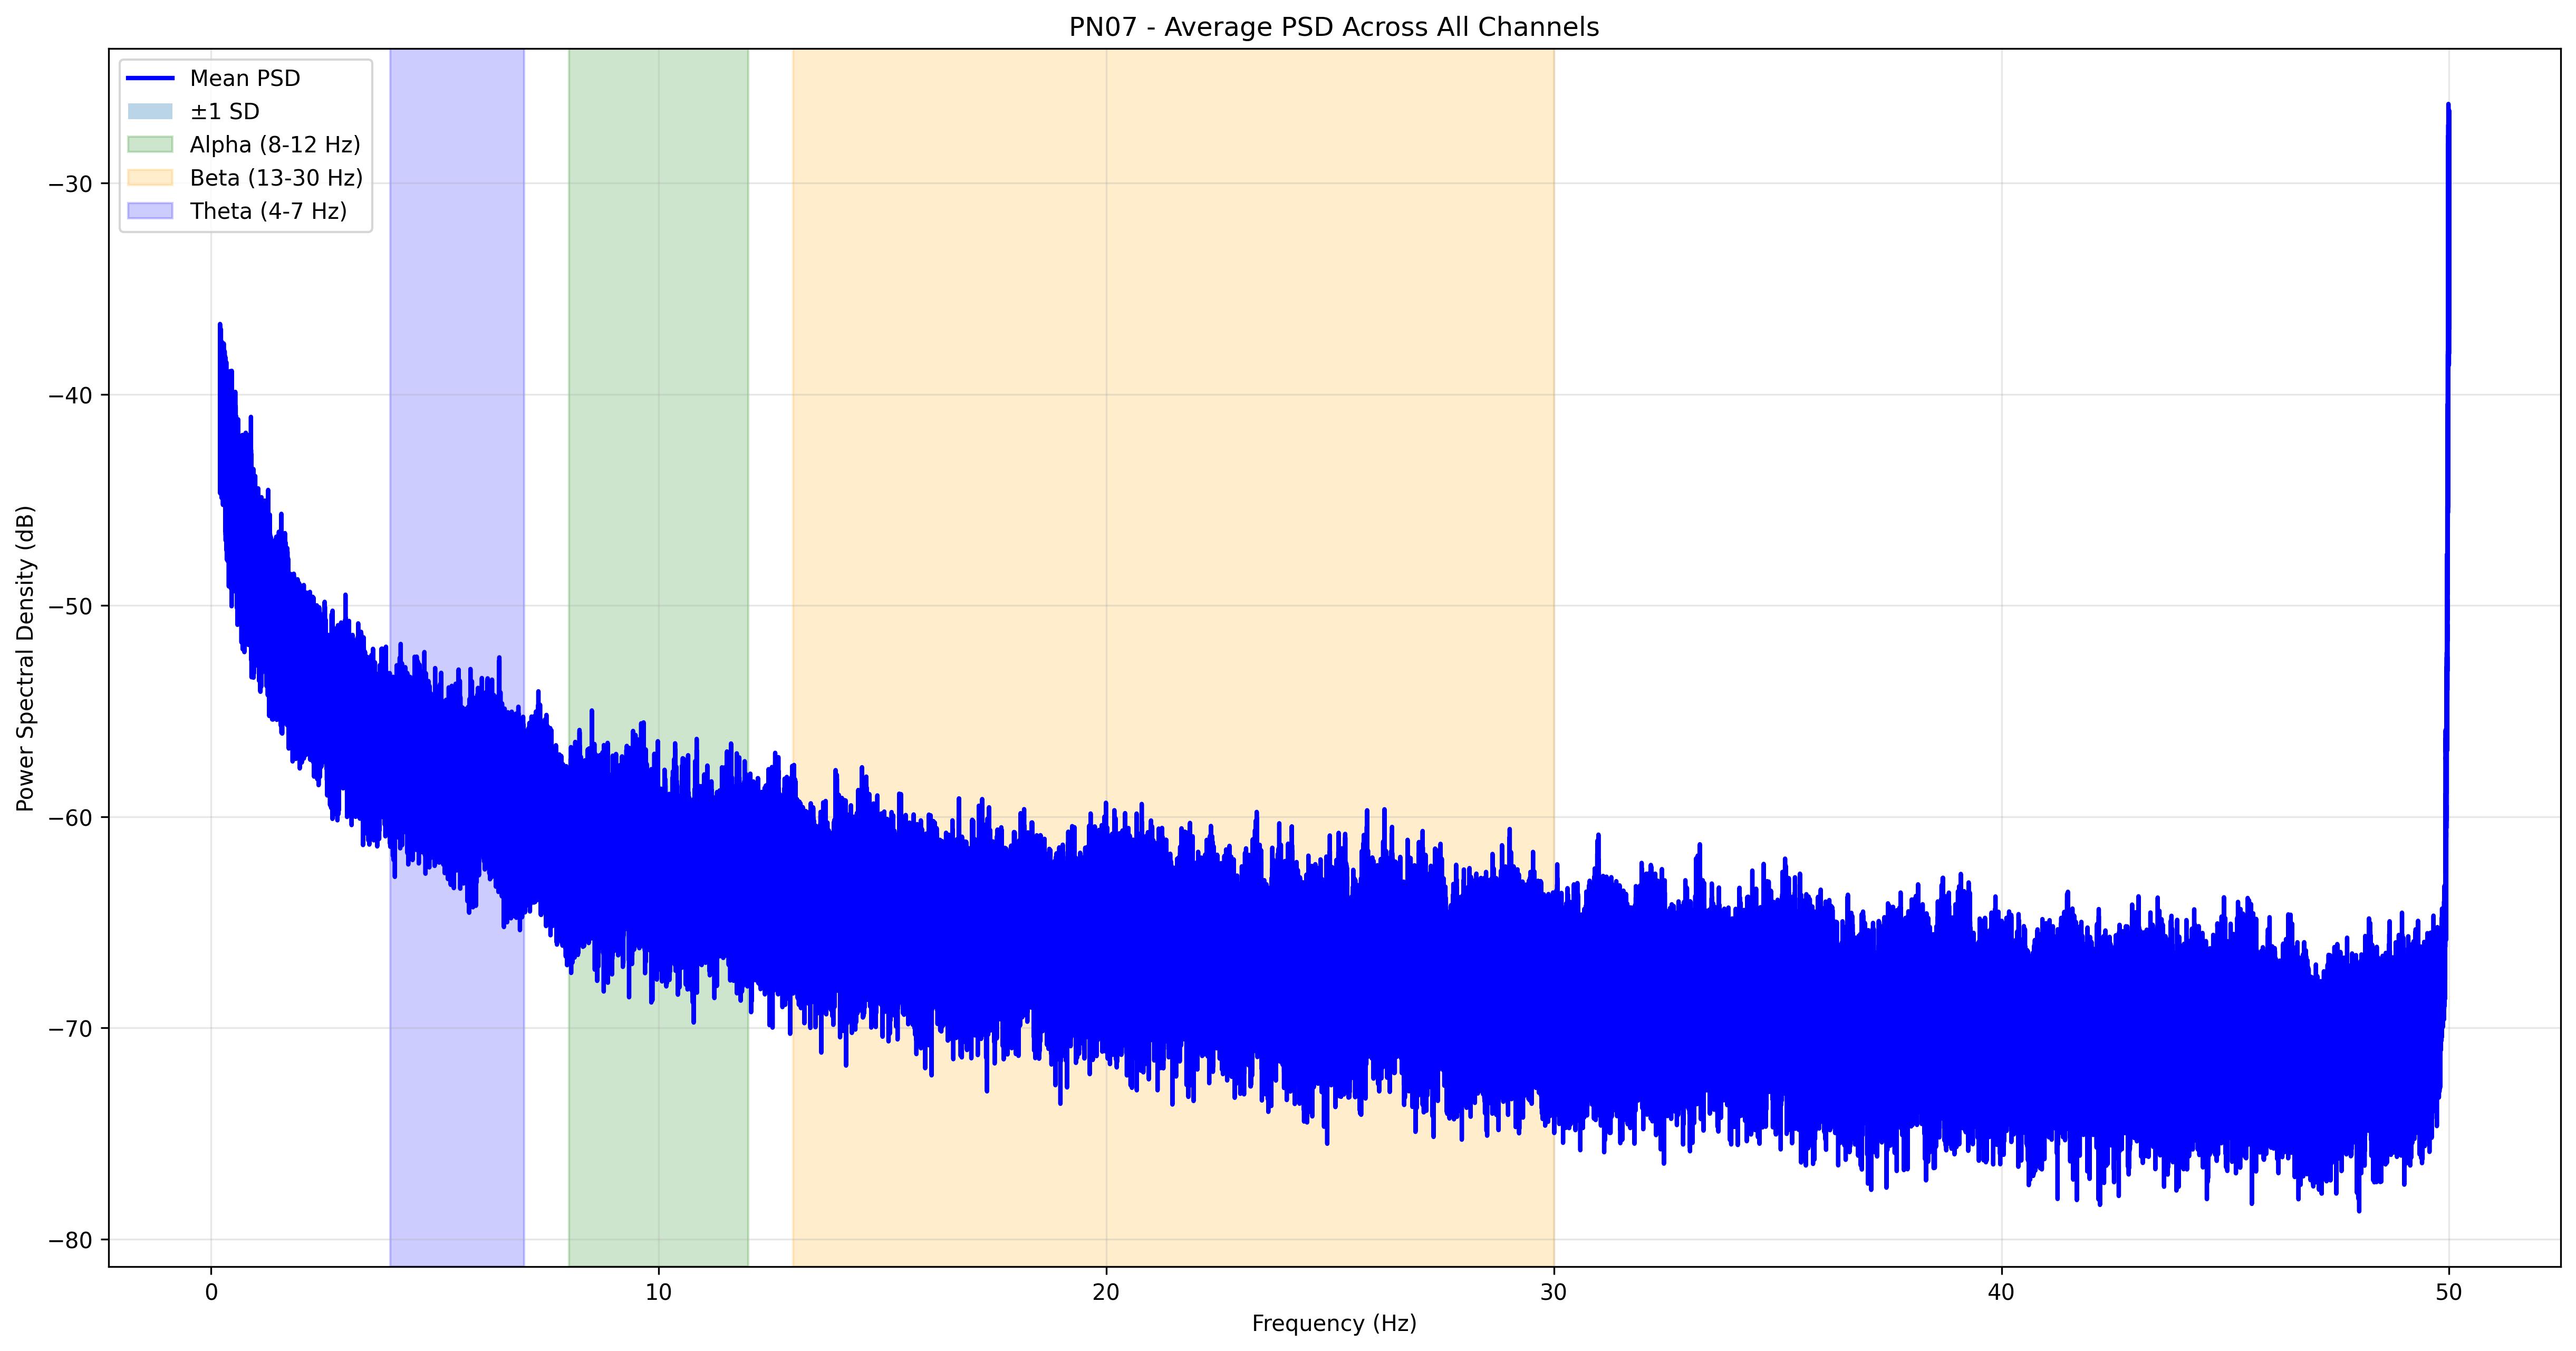 PN07 - Average PSD Across All Channels
Mean PSD
±1 SD
Alpha (8-12 Hz)
Beta (13-30 Hz)
Theta (4-7 Hz)
Power Spectral Density (dB)
−30
−40
−50
−60
−70
−80
0 10 20 30 40 50
Frequency (Hz)